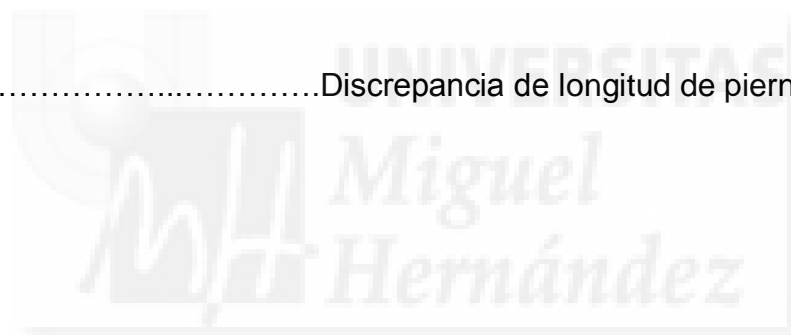 UNIVERSITAS
……………...………….Discrepancia de longitud de piern
Miguel
Hernández